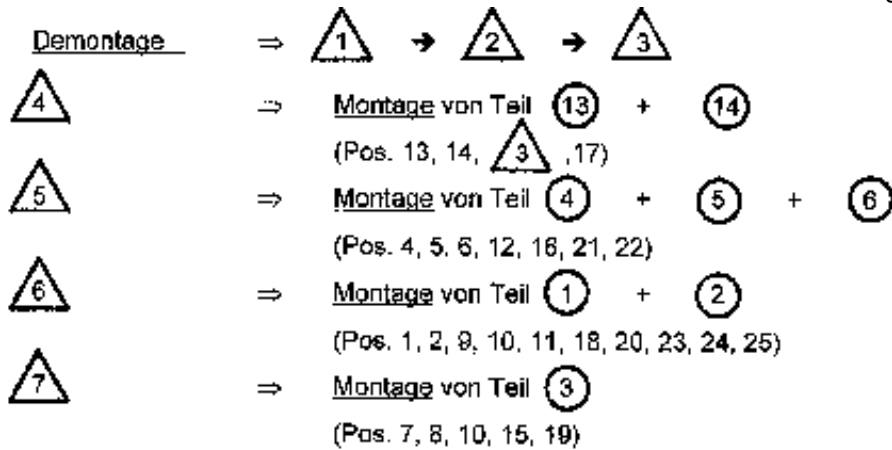 Demontage ⇒ 1 → 2 → 3
4 ⇒ Montage von Teil 13 + 14
(Pos. 13, 14, 3 ,17)
5 ⇒ Montage von Teil 4 + 5 + 6
(Pos. 4, 5, 6, 12, 16, 21, 22)
6 ⇒ Montage von Teil 1 + 2
(Pos. 1, 2, 9, 10, 11, 18, 20, 23, 24, 25)
7 ⇒ Montage von Teil 3
(Pos. 7, 8, 10, 15, 19)